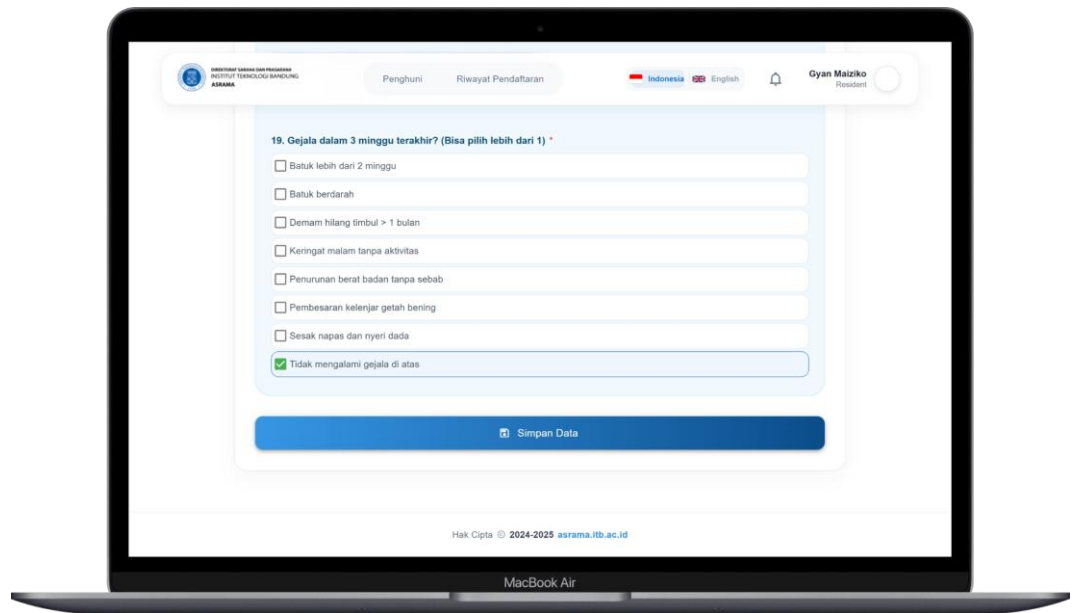 DIREKTORAT SARANA DAN PRASARANA
INSTITUT TEKNOLOGI BANDUNG
ASRAMA
Penghuni
Riwayat Pendaftaran
Indonesia
English
Gyan Maiziko
Resident
19. Gejala dalam 3 minggu terakhir? (Bisa pilih lebih dari 1) *
Batuk lebih dari 2 minggu
Batuk berdarah
Demam hilang timbul > 1 bulan
Keringat malam tanpa aktivitas
Penurunan berat badan tanpa sebab
Pembesaran kelenjar getah bening
Sesak napas dan nyeri dada
Tidak mengalami gejala di atas
Simpan Data
Hak Cipta © 2024-2025 asrama.itb.ac.id
MacBook Air